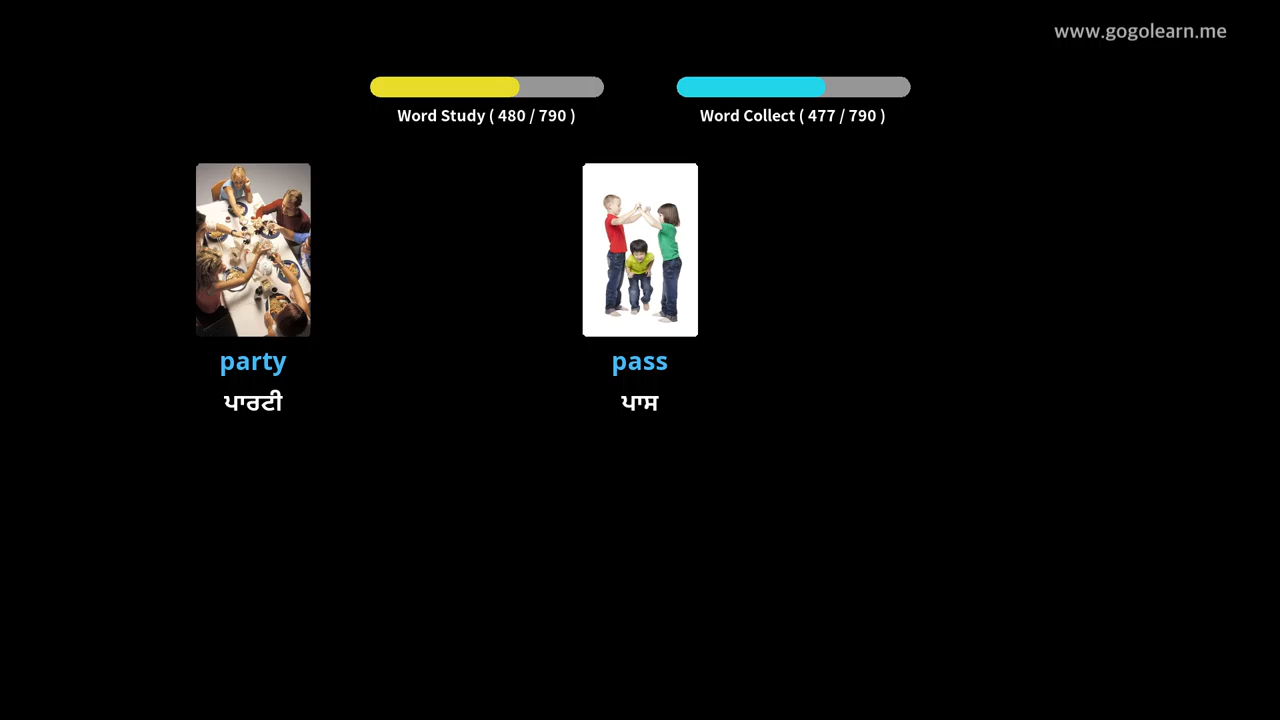 www.gogolearn.me
Word Study ( 480 / 790 )
Word Collect ( 477 / 790 )
party
ਪਾਰਟੀ
pass
ਪਾਸ